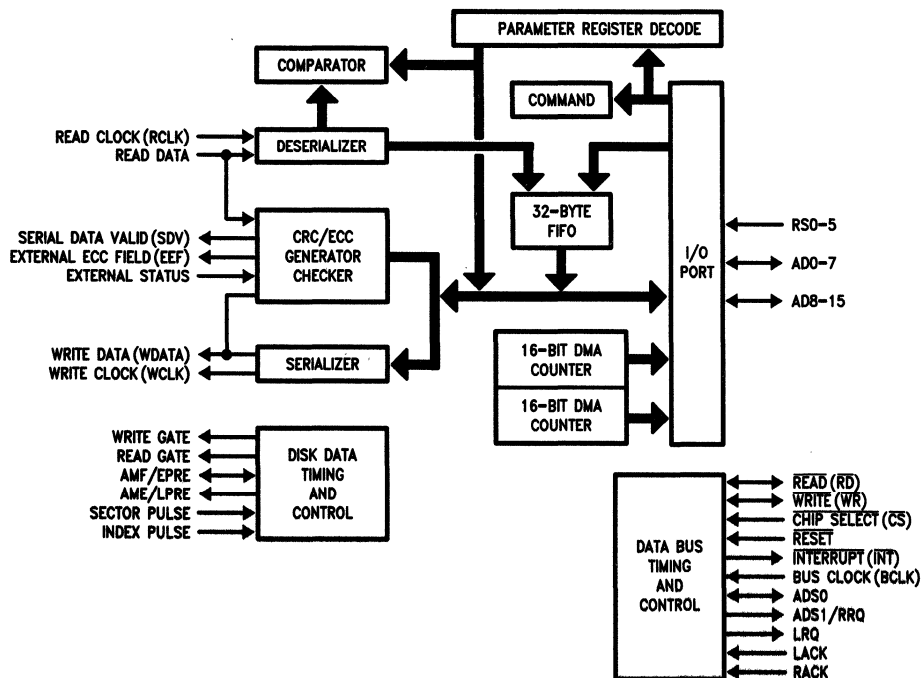 PARAMETER REGISTER DECODE
COMPARATOR
COMMAND
READ CLOCK (RCLK)
READ DATA
DESERIALIZER
32-BYTE
FIFO
I/O
PORT
RS0-5
AD0-7
AD8-15
SERIAL DATA VALID (SDV)
EXTERNAL ECC FIELD (EEF)
EXTERNAL STATUS
CRC/ECC
GENERATOR
CHECKER
WRITE DATA (WDATA)
WRITE CLOCK (WCLK)
SERIALIZER
16-BIT DMA
COUNTER
16-BIT DMA
COUNTER
WRITE GATE
READ GATE
AMF/EPRE
AME/LPRE
SECTOR PULSE
INDEX PULSE
DISK DATA
TIMING
AND
CONTROL
DATA BUS
TIMING
AND
CONTROL
READ (RD)
WRITE (WR)
CHIP SELECT (CS)
RESET
INTERRUPT (INT)
BUS CLOCK (BCLK)
ADS0
ADS1/RRQ
LRQ
LACK
RACK